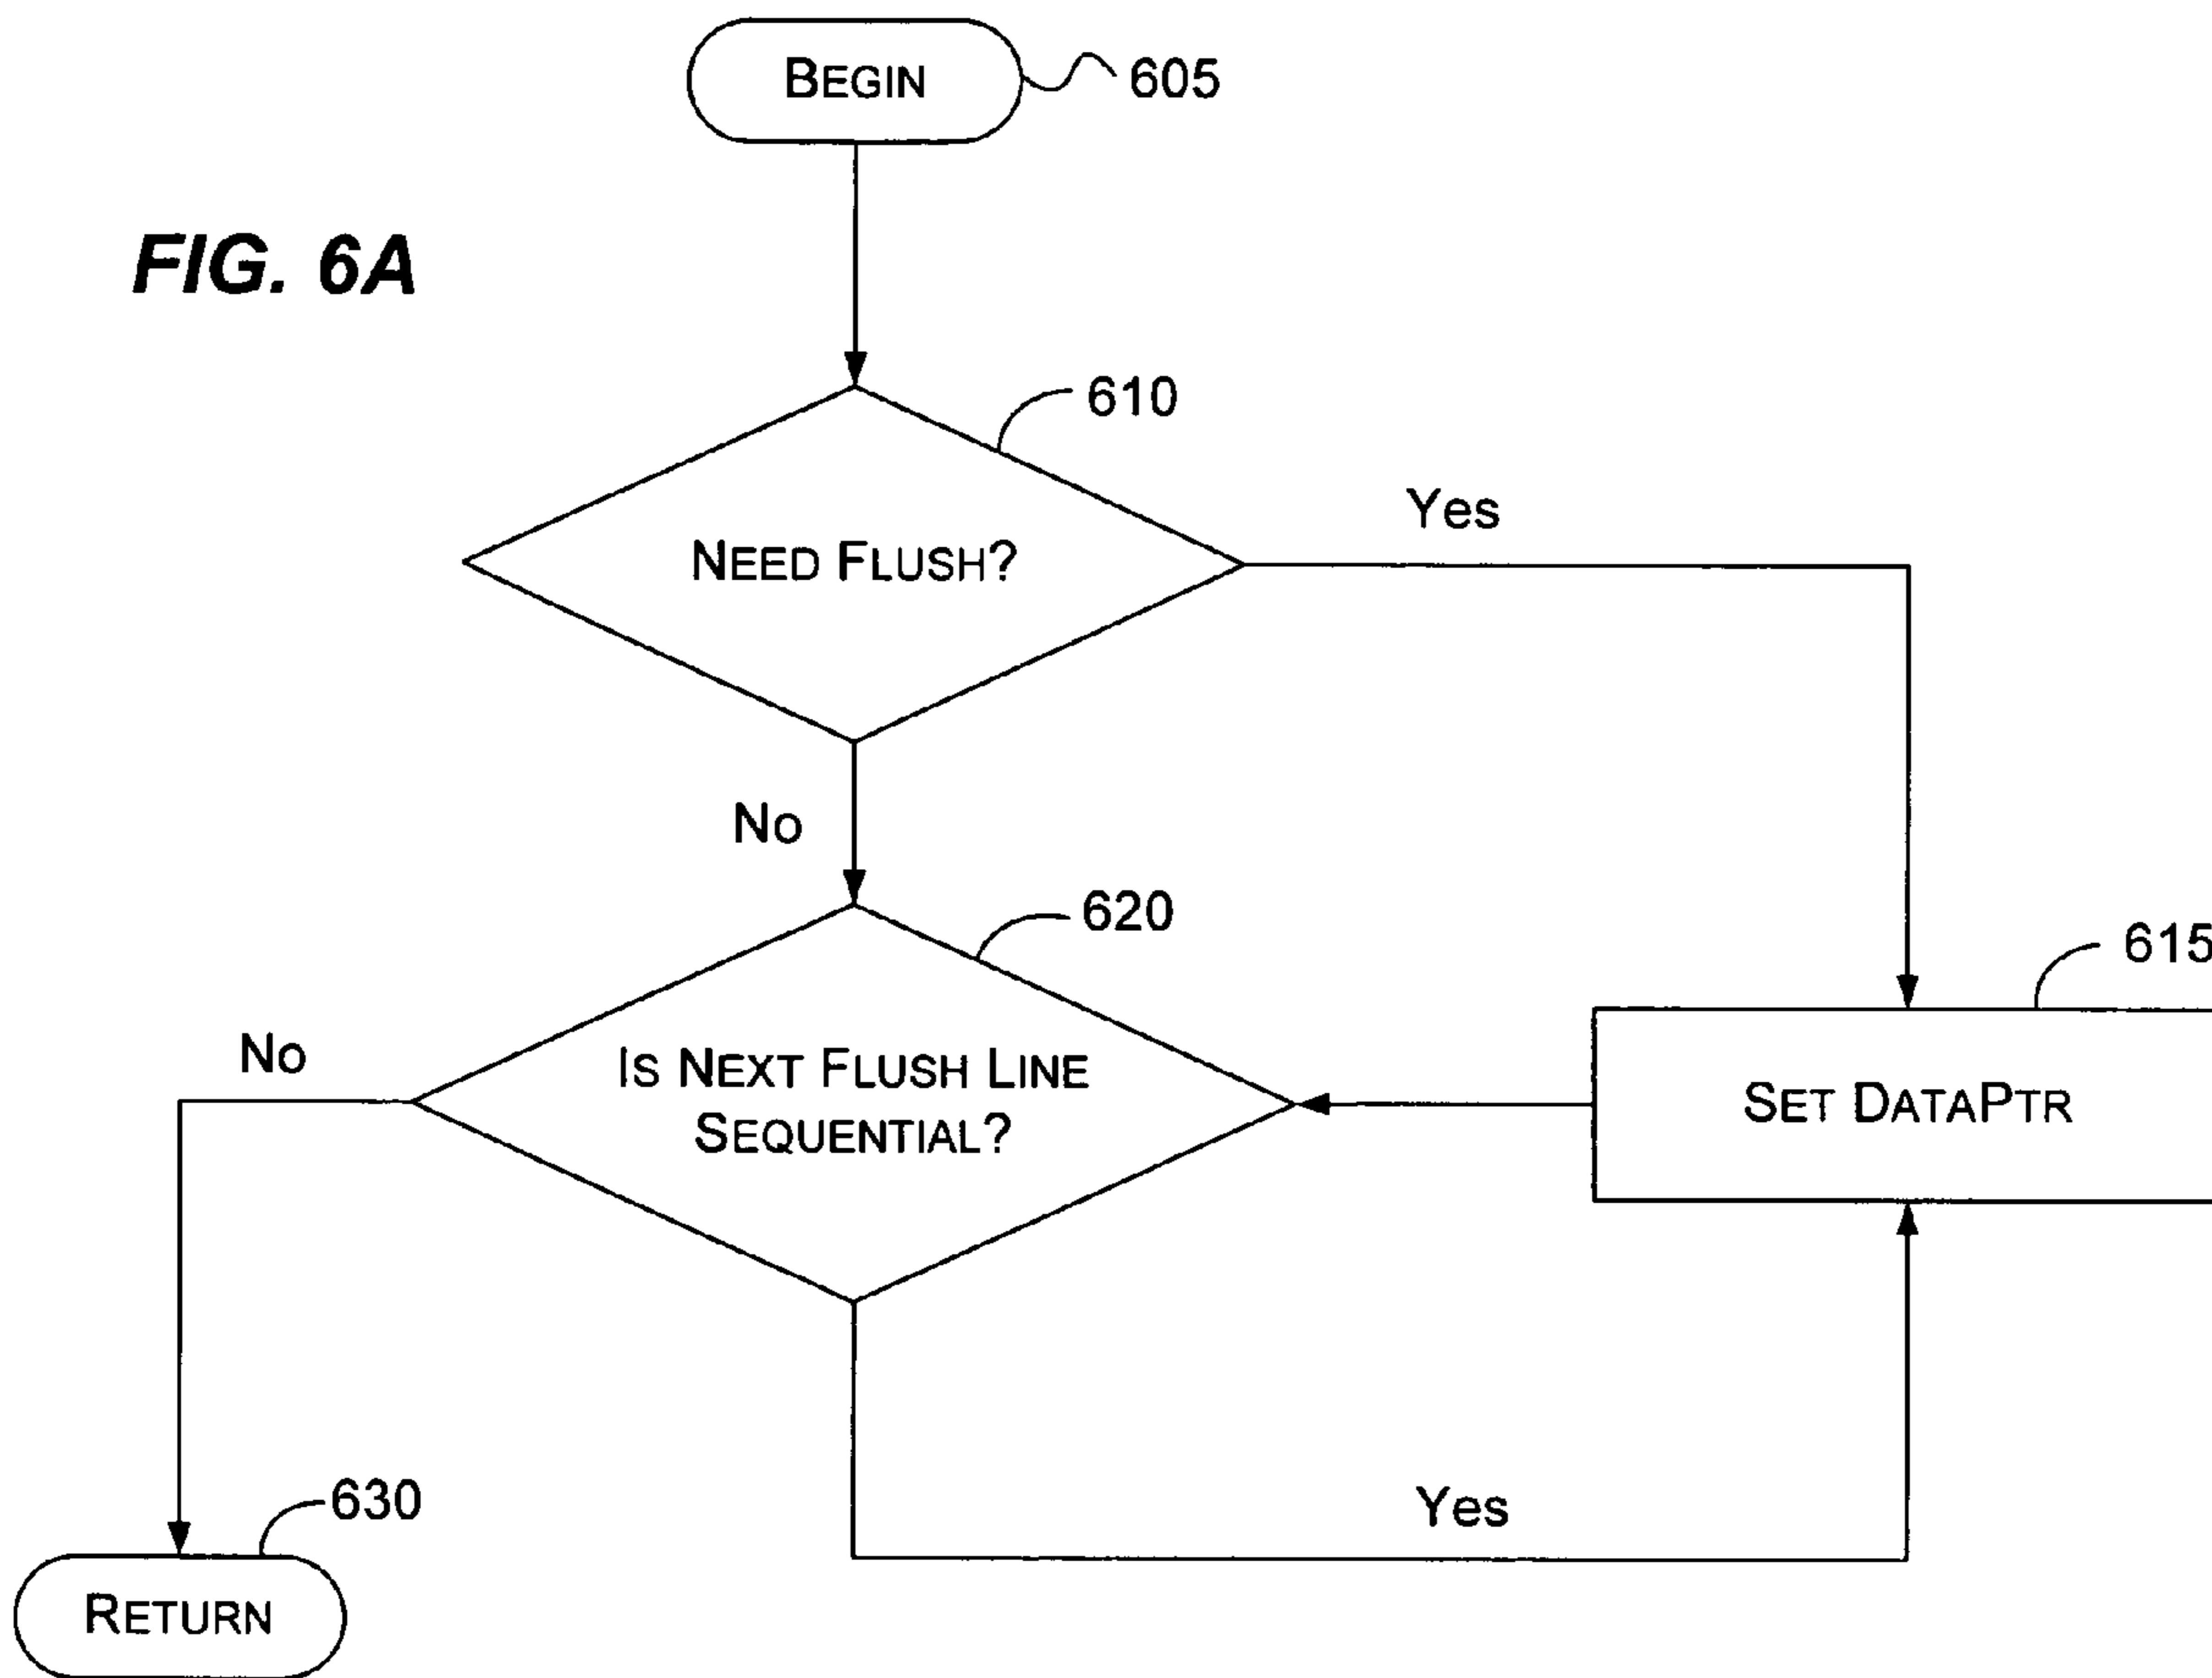 BEGIN
605
FIG. 6A
610
Yes
NEED FLUSH?
No
620
615
No
IS NEXT FLUSH LINE
SEQUENTIAL?
SET DATAPTR
630
Yes
RETURN